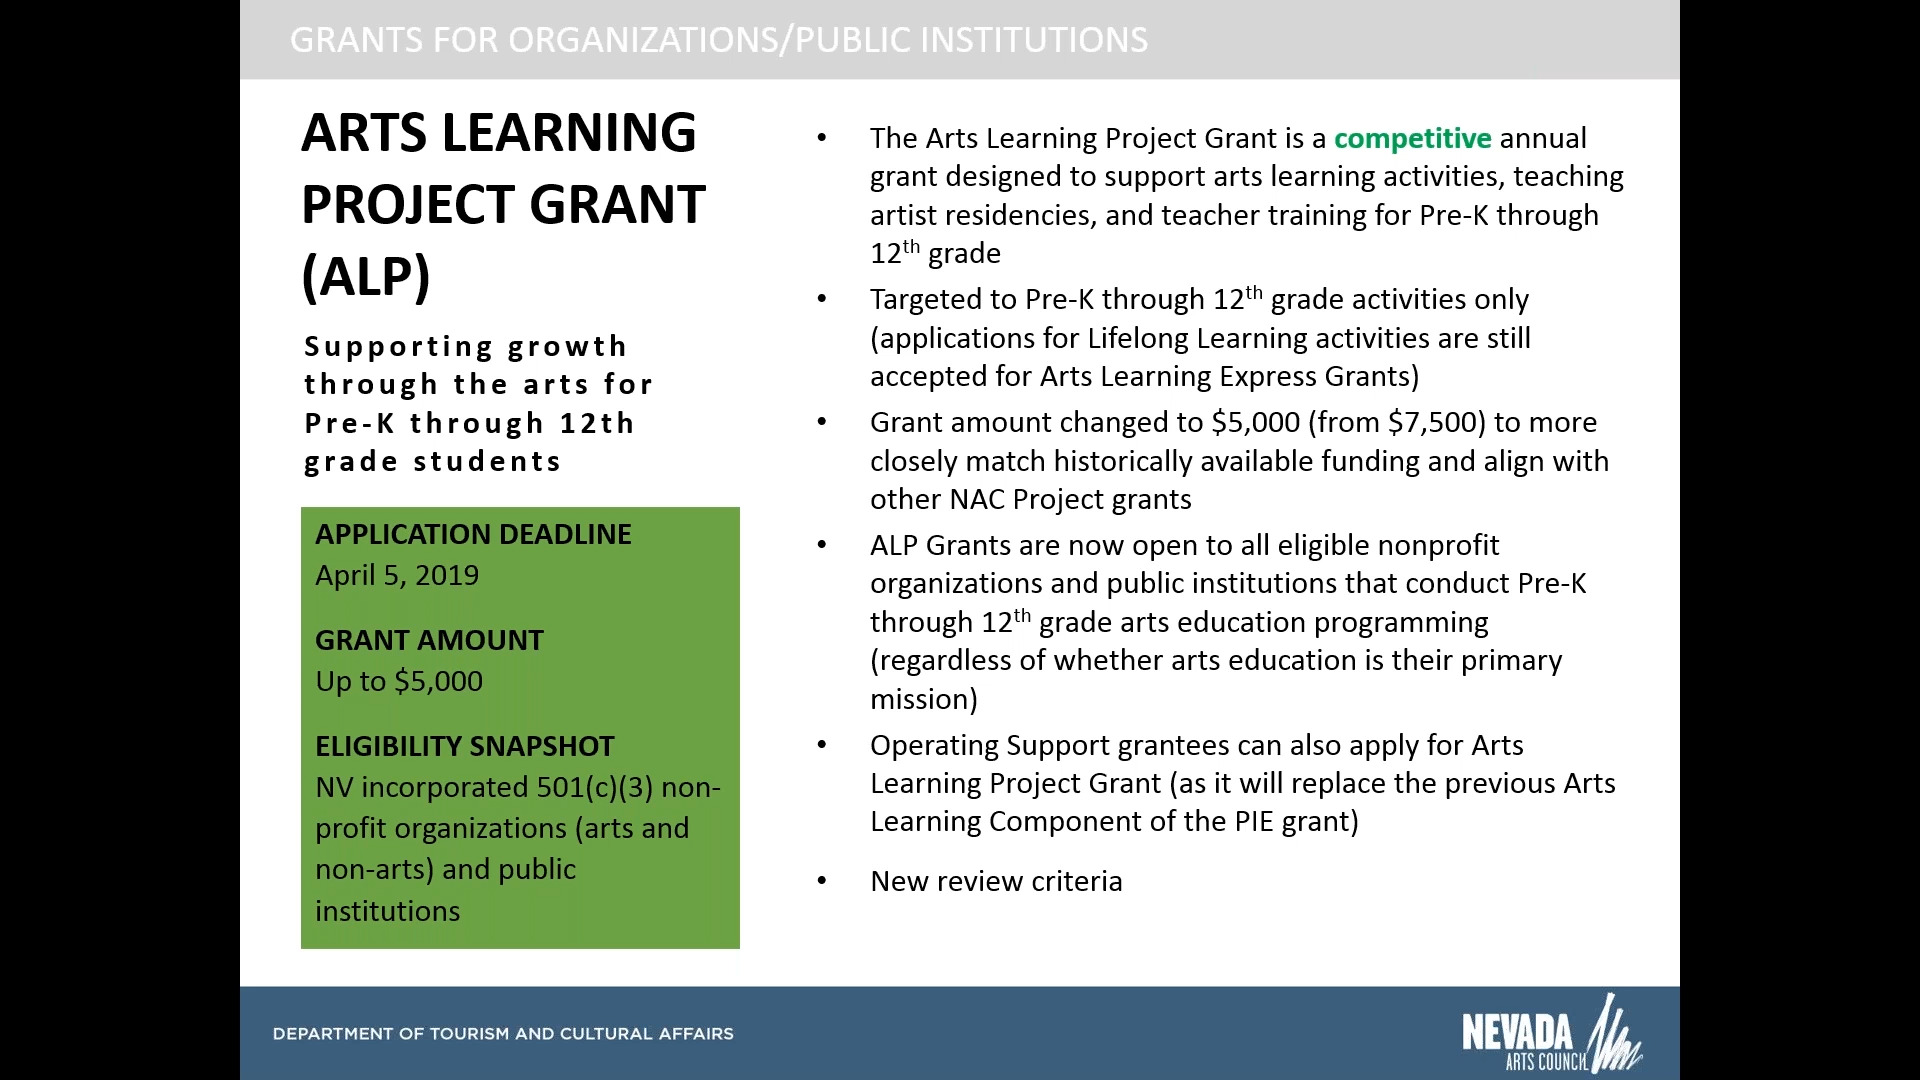 GRANTS FOR ORGANIZATIONS/PUBLIC INSTITUTIONS
ARTS LEARNING
PROJECT GRANT
(ALP)
Supporting growth
through the arts for
Pre-K through 12th
grade students
APPLICATION DEADLINE
April 5, 2019
GRANT AMOUNT
Up to $5,000
ELIGIBILITY SNAPSHOT
NV incorporated 501(c)(3) non-
profit organizations (arts and
non-arts) and public
institutions
• The Arts Learning Project Grant is a competitive annual
grant designed to support arts learning activities, teaching
artist residencies, and teacher training for Pre-K through
12th grade
• Targeted to Pre-K through 12th grade activities only
(applications for Lifelong Learning activities are still
accepted for Arts Learning Express Grants)
• Grant amount changed to $5,000 (from $7,500) to more
closely match historically available funding and align with
other NAC Project grants
• ALP Grants are now open to all eligible nonprofit
organizations and public institutions that conduct Pre-K
through 12th grade arts education programming
(regardless of whether arts education is their primary
mission)
• Operating Support grantees can also apply for Arts
Learning Project Grant (as it will replace the previous Arts
Learning Component of the PIE grant)
• New review criteria
DEPARTMENT OF TOURISM AND CULTURAL AFFAIRS
NEVADA
ARTS COUNCIL